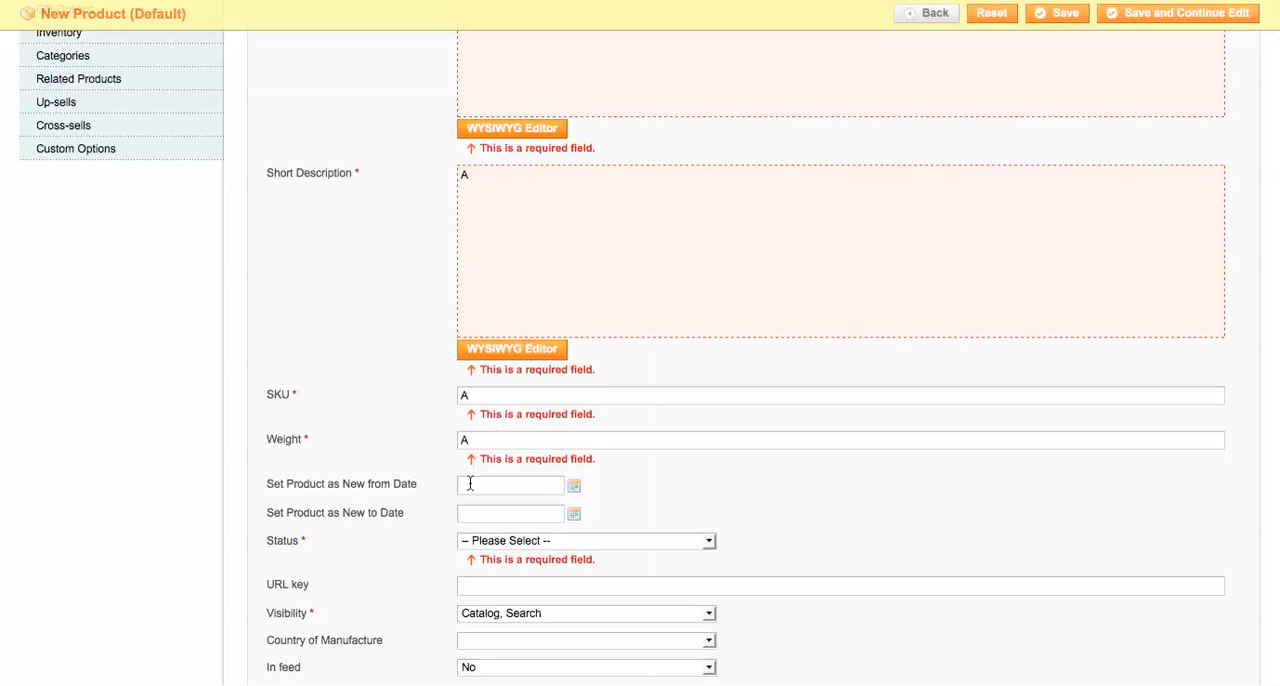 New Product (Default)
Back
Reset
Save
Save and Continue Edit
Inventory
Categories
Related Products
Up-sells
Cross-sells
Custom Options
WYSIWYG Editor
This is a required field.
Short Description *
A
WYSIWYG Editor
This is a required field.
SKU *
A
This is a required field.
Weight *
A
This is a required field.
Set Product as New from Date
Set Product as New to Date
Status *
-- Please Select --
This is a required field.
URL key
Visibility *
Catalog, Search
Country of Manufacture
In feed
No